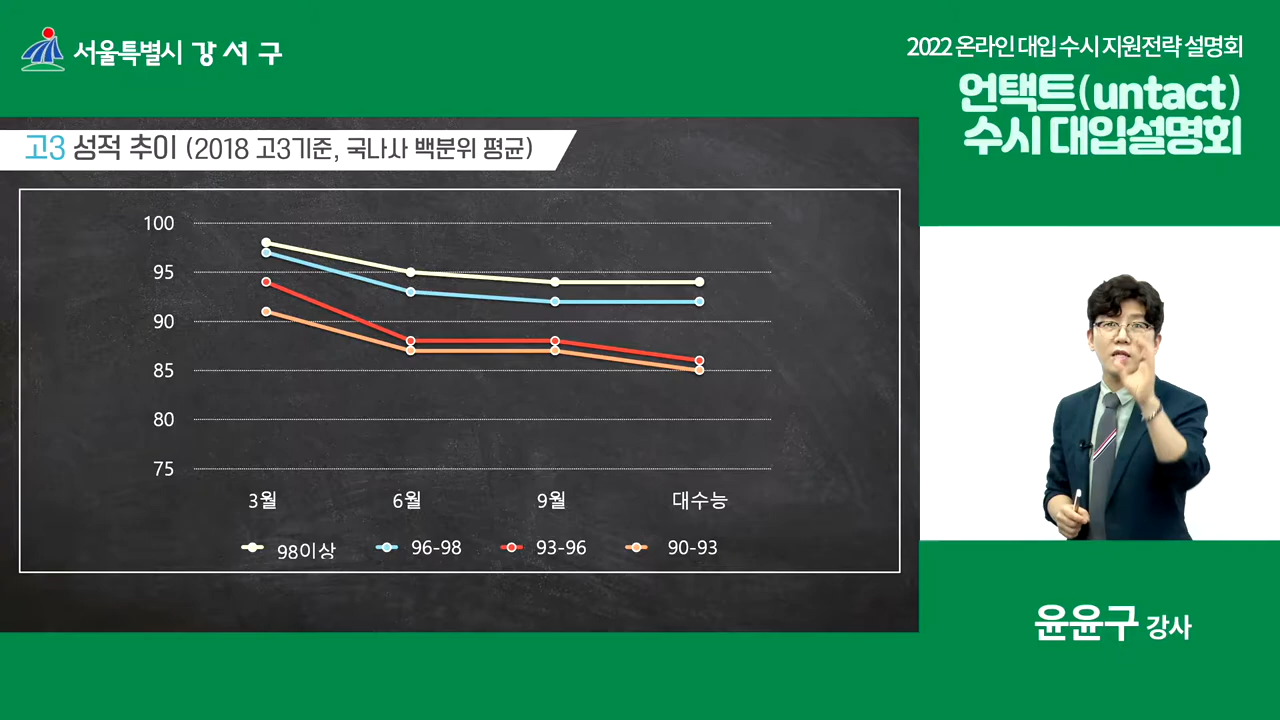 서울특별시 강서구
2022 온라인 대입 수시 지원전략 설명회
언택트(untact)
수시 대입설명회
고3 성적 추이 (2018 고3기준, 국나사 백분위 평균)
100
95
90
85
80
75
3월 6월 9월 대수능
98이상 96-98 93-96 90-93
윤윤구 강사